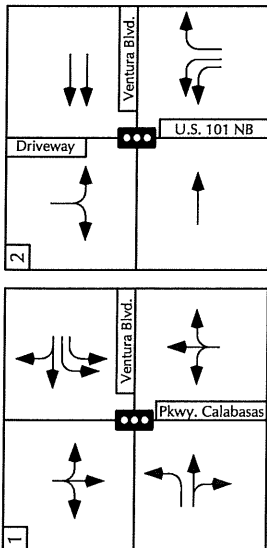 2
Ventura Blvd.
Driveway
U.S. 101 NB
1
Ventura Blvd.
Pkwy. Calabasas